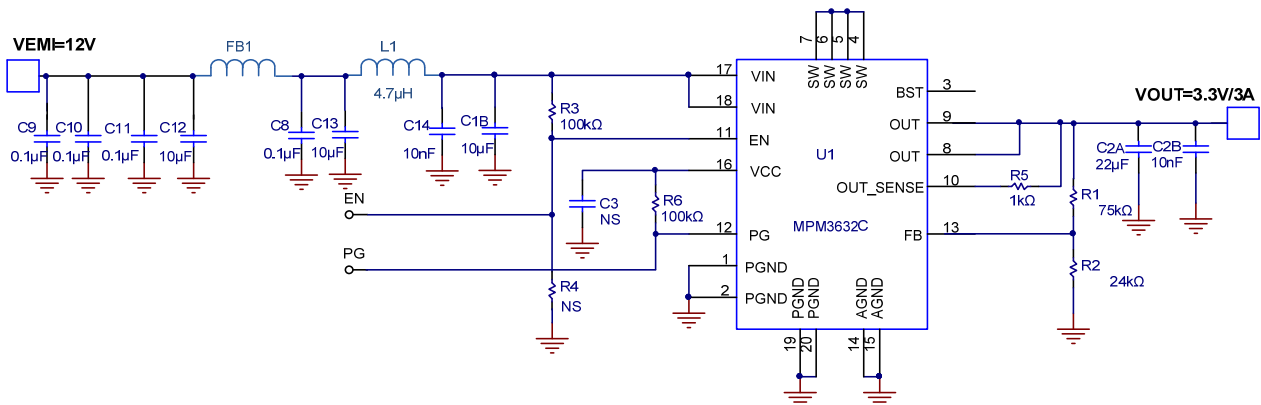 VEMI=12V
FB1
L1
4.7µH
C9
0.1µF
C10
0.1µF
C11
0.1µF
C12
10µF
C8
0.1µF
C13
10µF
C14
10nF
C1B
10µF
R3
100kΩ
EN
PG
C3
NS
R6
100kΩ
R4
NS
7
6
5
4
SW
SW
SW
SW
17
VIN
18
VIN
11
EN
16
VCC
12
PG
1
PGND
2
PGND
U1
MPM3632C
BST
3
OUT
9
OUT
8
OUT_SENSE
10
FB
13
PGND
PGND
AGND
AGND
19
20
14
15
R5
1kΩ
R1
75kΩ
R2
24kΩ
C2A
22µF
C2B
10nF
VOUT=3.3V/3A